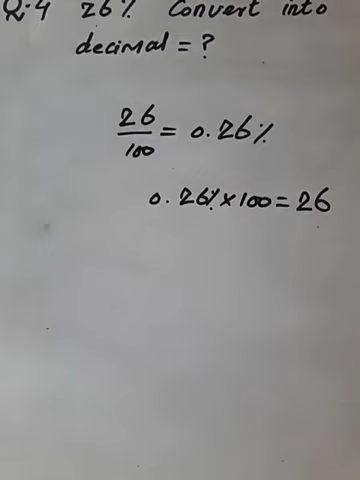 Q.4 26% Convert into
decimal = ?
26/100 = 0.26%
0.26% × 100 = 26